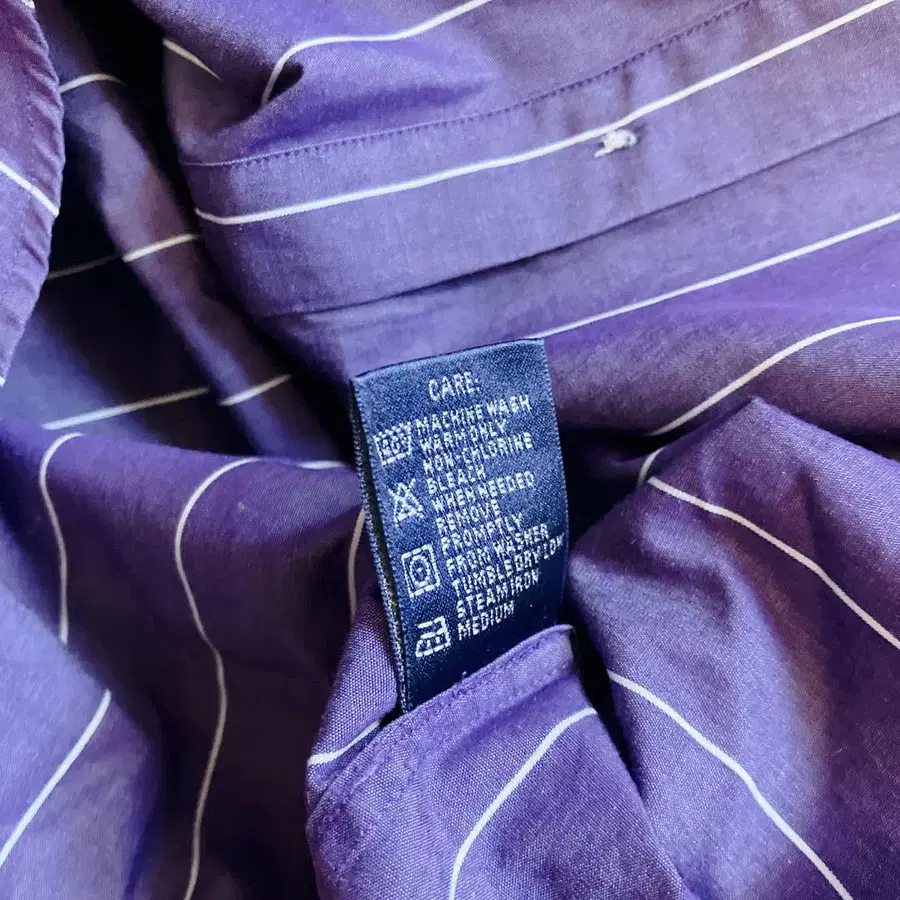 CARE:
MACHINE WASH
WARM ONLY
NON CHLORINE
BLEACH
WHEN NEEDED
REMOVE
PROMPTLY
FROM WASHER
TUMBLE DRY LOW
STEAM IRON
MEDIUM